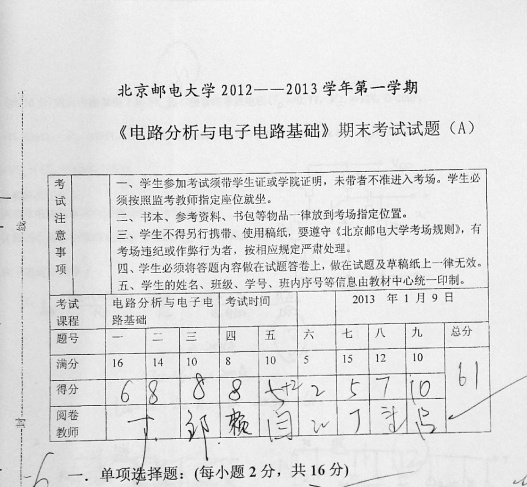 北京邮电大学 2012——2013 学年第一学期
《电路分析与电子电路基础》期末考试试题（A）
考试注意事项
一、学生参加考试须带学生证或学院证明，未带者不准进入考场。学生必
须按照监考教师指定座位就坐。
二、书本、参考资料、书包等物品一律放到考场指定位置。
三、学生不得另行携带、使用稿纸，要遵守《北京邮电大学考场规则》，有
考场违纪或作弊行为者，按相应规定严肃处理。
四、学生必须将答题内容做在试题答卷上，做在试题及草稿纸上一律无效。
五、学生的姓名、班级、学号、班内序号等信息由教材中心统一印制。
考试 电路分析与电子电 考试时间 2013 年 1 月 9 日
课程 路基础
题号 一 二 三 四 五 六 七 八 九 总分
满分 16 14 10 8 10 5 15 12 10
得分 6 8 8 8 5+2 2 5 7 10 61
阅卷
教师
一．单项选择题：(每小题 2 分，共 16 分)